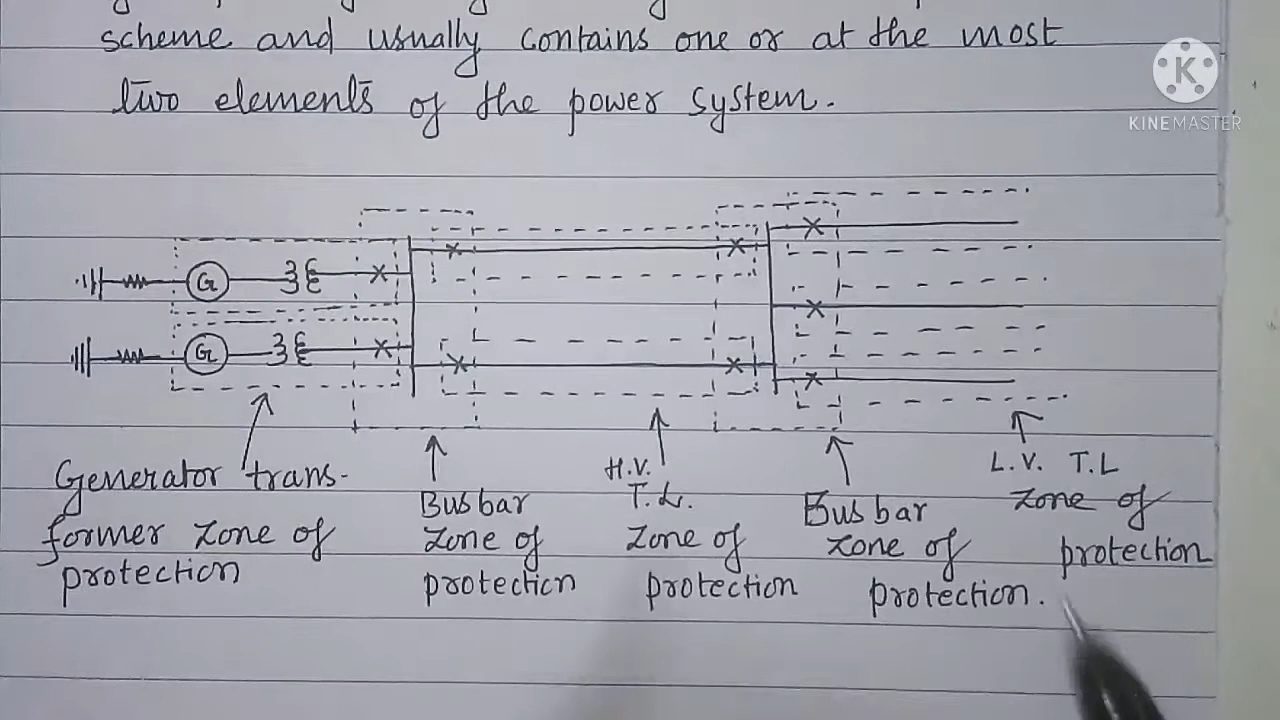 scheme and usually contains one or at the most
two elements of the power system.
K
KINEMASTER
G
G
Generator trans-
former zone of
protection
Bus bar
zone of
protection
H.V.
T.L.
zone of
protection
Bus bar
zone of
protection.
L.V. T.L
zone of
protection